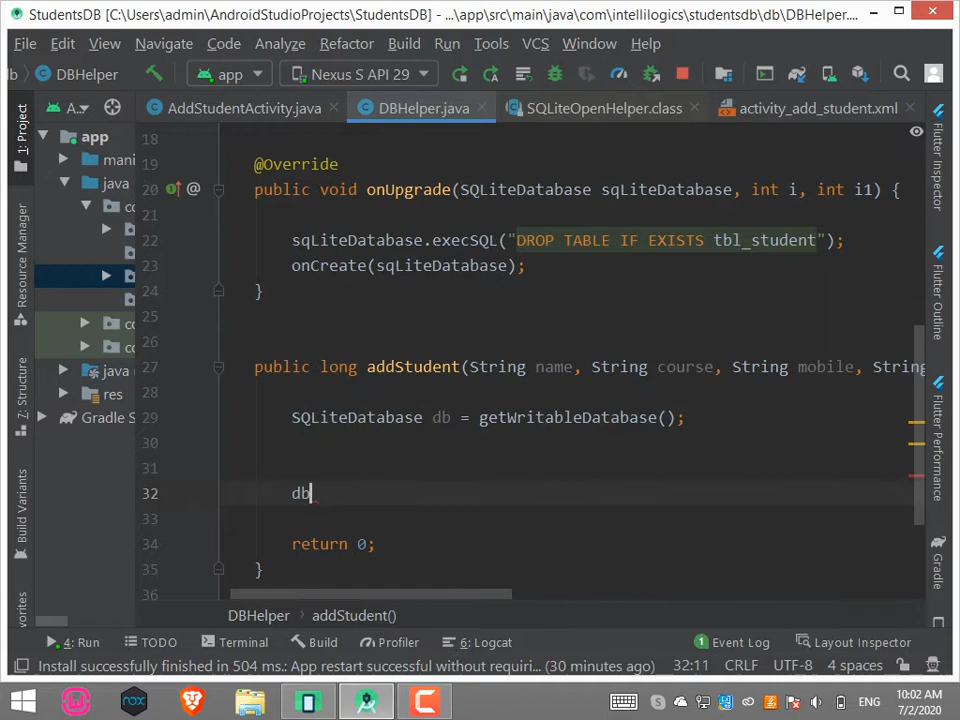 StudentsDB [C:\Users\admin\AndroidStudioProjects\StudentsDB] - ...\app\src\main\java\com\intellilogics\studentsdb\db\DBHelper....
File Edit View Navigate Code Analyze Refactor Build Run Tools VCS Window Help
b DBHelper app Nexus S API 29
A... AddStudentActivity.java DBHelper.java SQLiteOpenHelper.class activity_add_student.xml
1: Project
Resource Manager
7: Structure
Build Variants
vorites
app
mani
java
co
co
co
java
res
Gradle S
18
19 @Override
20 public void onUpgrade(SQLiteDatabase sqLiteDatabase, int i, int i1) {
21
22 sqLiteDatabase.execSQL("DROP TABLE IF EXISTS tbl_student");
23 onCreate(sqLiteDatabase);
24 }
25
26
27 public long addStudent(String name, String course, String mobile, String
28
29 SQLiteDatabase db = getWritableDatabase();
30
31
32 db
33
34 return 0;
35 }
36
Flutter Inspector
Flutter Outline
Flutter Performance
Gradle
DBHelper addStudent()
4: Run TODO Terminal Build Profiler 6: Logcat 1 Event Log Layout Inspector
Install successfully finished in 504 ms.: App restart successful without requiri... (30 minutes ago) 32:11 CRLF UTF-8 4 spaces
nox ENG 10:02 AM
7/2/2020